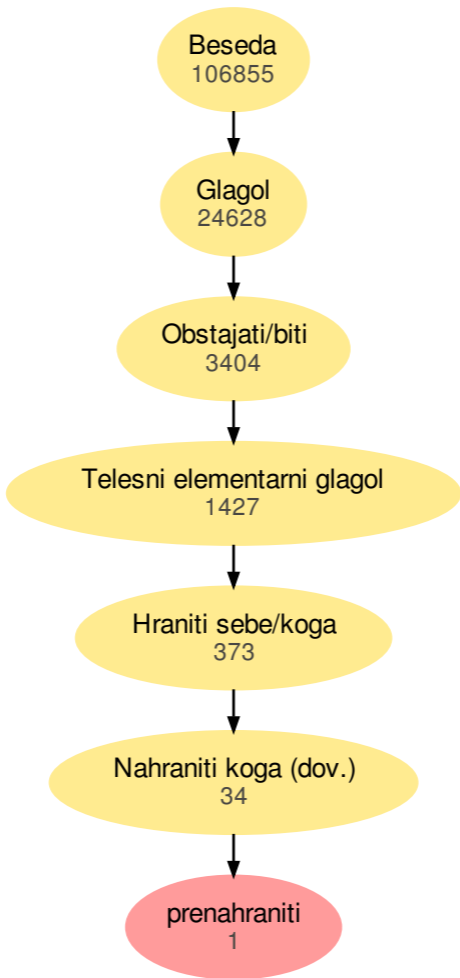 Beseda
106855
Glagol
24628
Obstajati/biti
3404
Telesni elementarni glagol
1427
Hraniti sebe/koga
373
Nahraniti koga (dov.)
34
prenahraniti
1